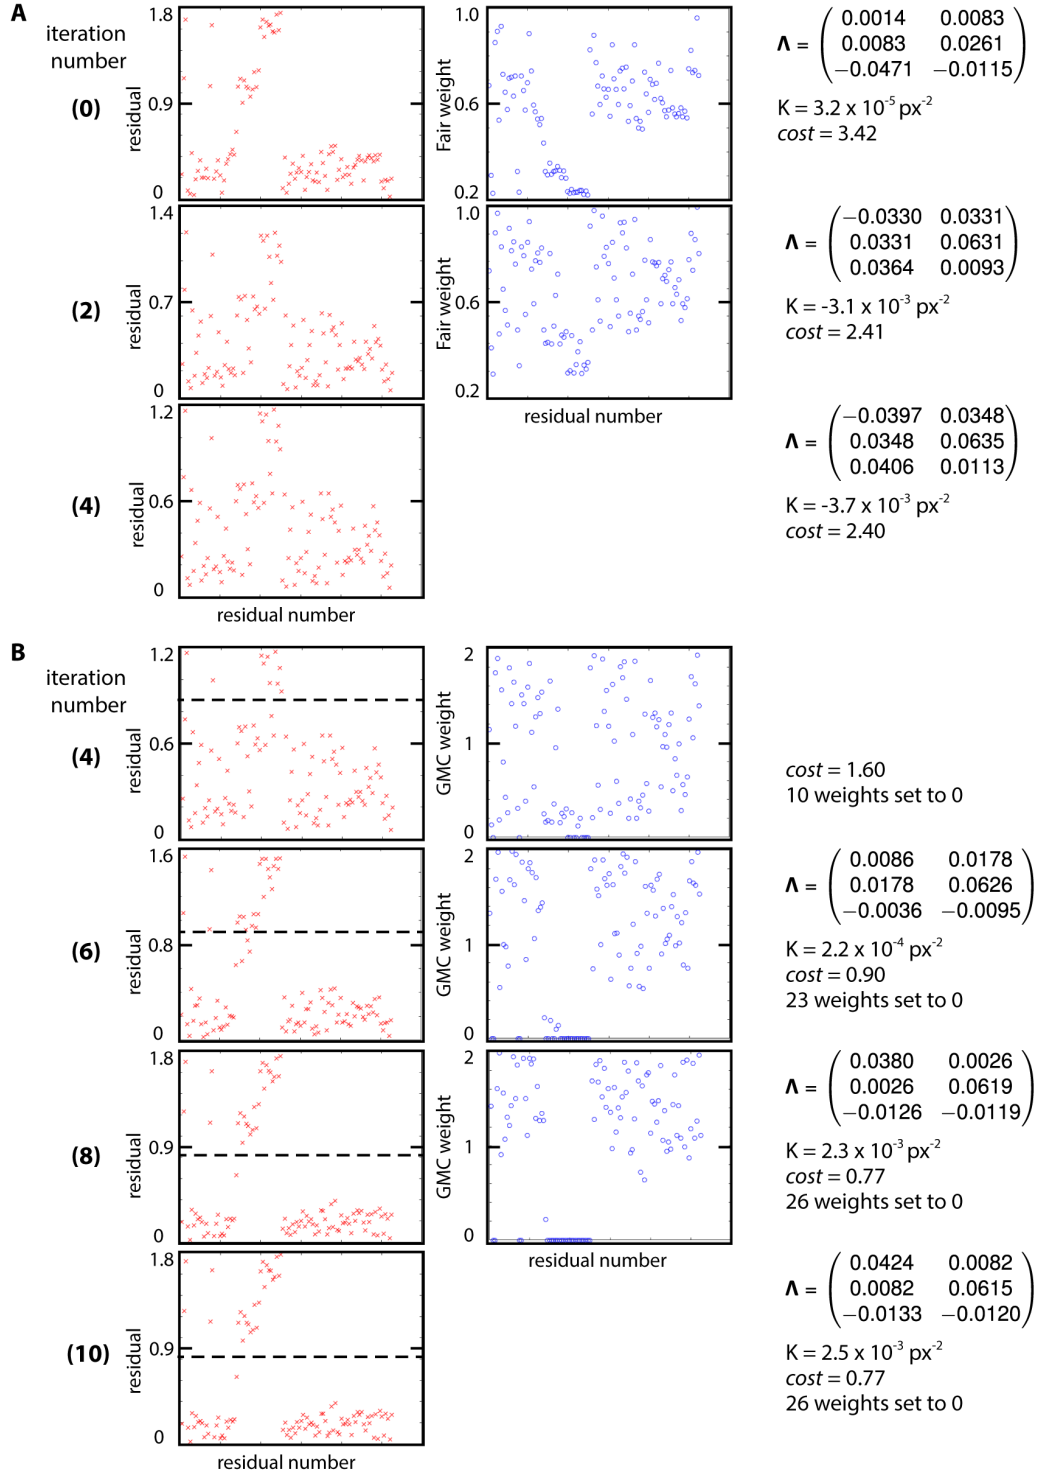 A
iteration number
(0)
residual
1.8
0.9
0
Fair weight
1.0
0.6
0.2
Λ = ( 0.0014 0.0083
0.0083 0.0261
−0.0471 −0.0115 )
K = 3.2 x 10⁻⁵ px⁻²
cost = 3.42
(2)
residual
1.4
0.7
0
Fair weight
1.0
0.6
0.2
residual number
Λ = ( −0.0330 0.0331
0.0331 0.0631
0.0364 0.0093 )
K = -3.1 x 10⁻³ px⁻²
cost = 2.41
(4)
residual
1.2
0.6
0
residual number
Λ = ( −0.0397 0.0348
0.0348 0.0635
0.0406 0.0113 )
K = -3.7 x 10⁻³ px⁻²
cost = 2.40
B
iteration number
(4)
residual
1.2
0.6
0
GMC weight
2
1
0
cost = 1.60
10 weights set to 0
(6)
residual
1.6
0.8
0
GMC weight
2
1
0
Λ = ( 0.0086 0.0178
0.0178 0.0626
−0.0036 −0.0095 )
K = 2.2 x 10⁻⁴ px⁻²
cost = 0.90
23 weights set to 0
(8)
residual
1.8
0.9
0
GMC weight
2
1
0
residual number
Λ = ( 0.0380 0.0026
0.0026 0.0619
−0.0126 −0.0119 )
K = 2.3 x 10⁻³ px⁻²
cost = 0.77
26 weights set to 0
(10)
residual
1.8
0.9
0
residual number
Λ = ( 0.0424 0.0082
0.0082 0.0615
−0.0133 −0.0120 )
K = 2.5 x 10⁻³ px⁻²
cost = 0.77
26 weights set to 0